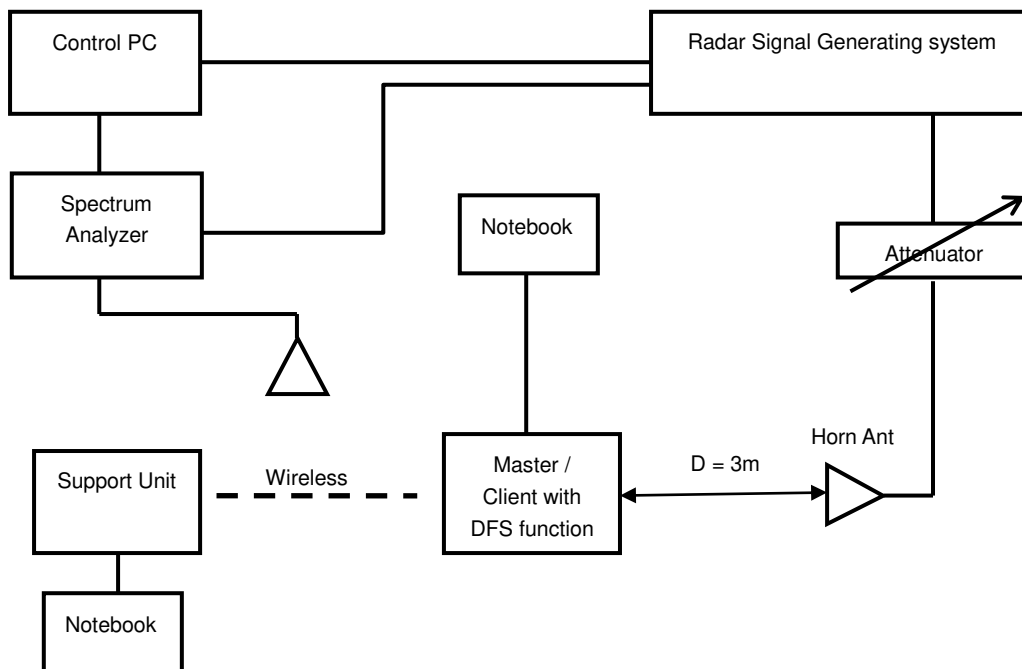 Control PC
Radar Signal Generating system
Spectrum
Analyzer
Notebook
Attenuator
Horn Ant
Support Unit
Wireless
Master /
Client with
DFS function
D = 3m
Notebook